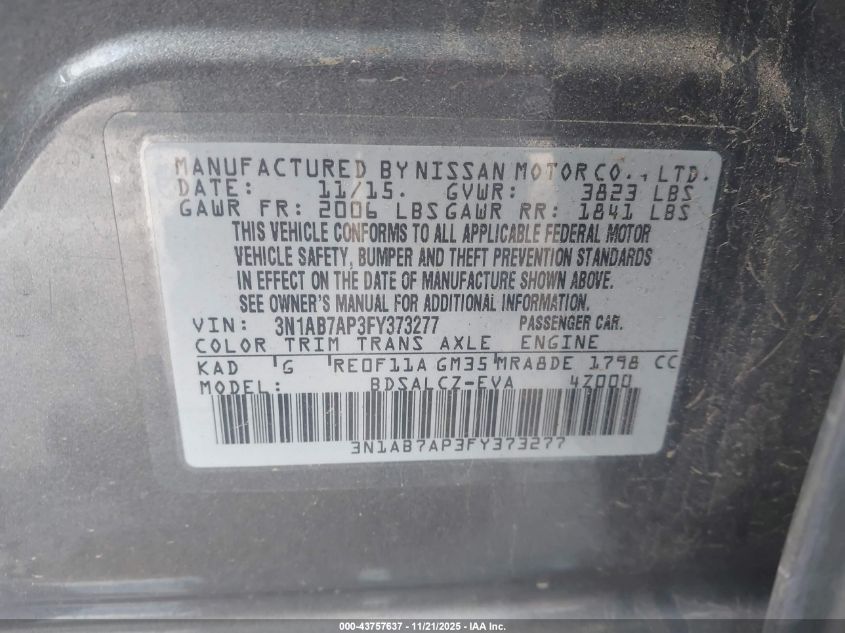 MANUFACTURED BY NISSAN MOTOR CO., LTD.
DATE: 11/15. GVWR: 3823 LBS
GAWR FR: 2006 LBS GAWR RR: 1841 LBS
THIS VEHICLE CONFORMS TO ALL APPLICABLE FEDERAL MOTOR
VEHICLE SAFETY, BUMPER AND THEFT PREVENTION STANDARDS
IN EFFECT ON THE DATE OF MANUFACTURE SHOWN ABOVE.
SEE OWNER'S MANUAL FOR ADDITIONAL INFORMATION.
VIN: 3N1AB7AP3FY373277 PASSENGER CAR.
COLOR TRIM TRANS AXLE ENGINE
KAD G RE0F11A GM35 MRA8DE 1798 CC
MODEL: BDSALCZ-EVA 4Z000
3N1AB7AP3FY373277
000-43757637 - 11/21/2025 - IAA Inc.